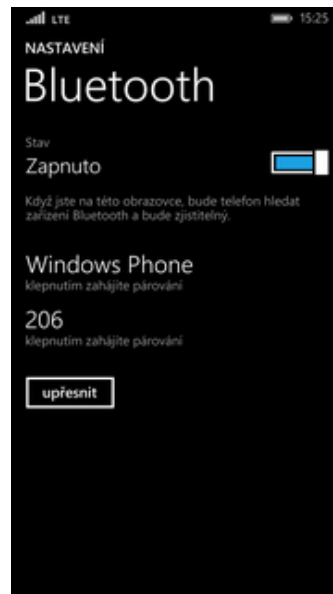 LTE 15:25
NASTAVENÍ
Bluetooth
Stav
Zapnuto
Když jste na této obrazovce, bude telefon hledat
zařízení Bluetooth a bude zjistitelný.
Windows Phone
klepnutím zahájíte párování
206
klepnutím zahájíte párování
upřesnit